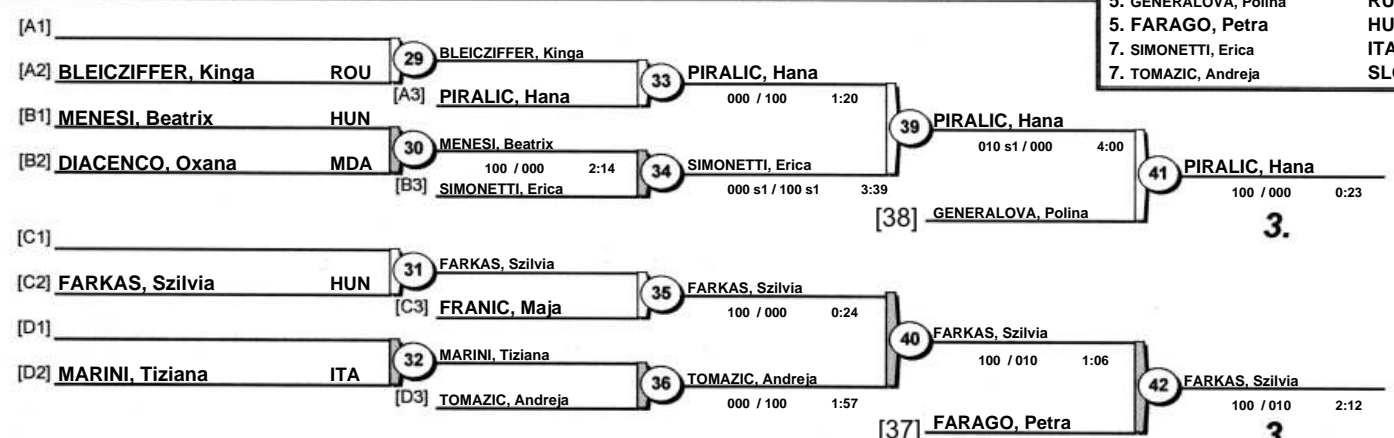 5. GENERALOVA, Polina RU
5. FARAGO, Petra HU
7. SIMONETTI, Erica ITA
7. TOMAZIC, Andreja SL
[A1]
29 BLEICZIFFER, Kinga
[A2] BLEICZIFFER, Kinga ROU
33 PIRALIC, Hana
[A3] PIRALIC, Hana
000 / 100 1:20
[B1] MENESI, Beatrix HUN
39 PIRALIC, Hana
30 MENESI, Beatrix
010 s1 / 000 4:00
[B2] DIACENCO, Oxana MDA
100 / 000 2:14
34 SIMONETTI, Erica
41 PIRALIC, Hana
[B3] SIMONETTI, Erica
000 s1 / 100 s1 3:39
100 / 000 0:23
[38] GENERALOVA, Polina
3.
[C1]
31 FARKAS, Szilvia
[C2] FARKAS, Szilvia HUN
35 FARKAS, Szilvia
[C3] FRANIC, Maja
100 / 000 0:24
[D1]
40 FARKAS, Szilvia
32 MARINI, Tiziana
100 / 010 1:06
[D2] MARINI, Tiziana ITA
36 TOMAZIC, Andreja
42 FARKAS, Szilvia
[D3] TOMAZIC, Andreja
000 / 100 1:57
100 / 010 2:12
[37] FARAGO, Petra
3